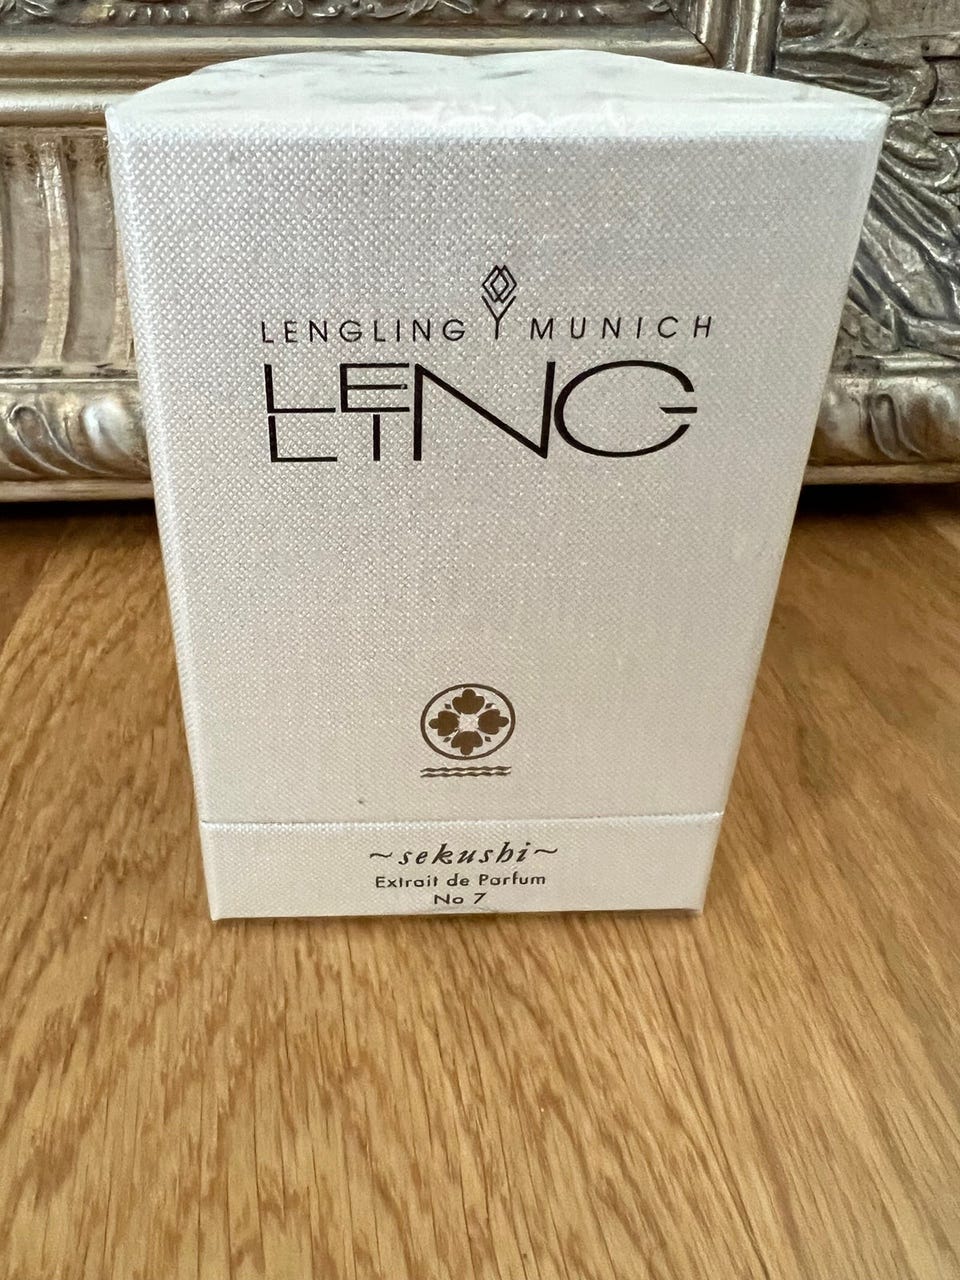 LENGLING MUNICH
LENG
LING
~sekushi~
Extrait de Parfum
No 7